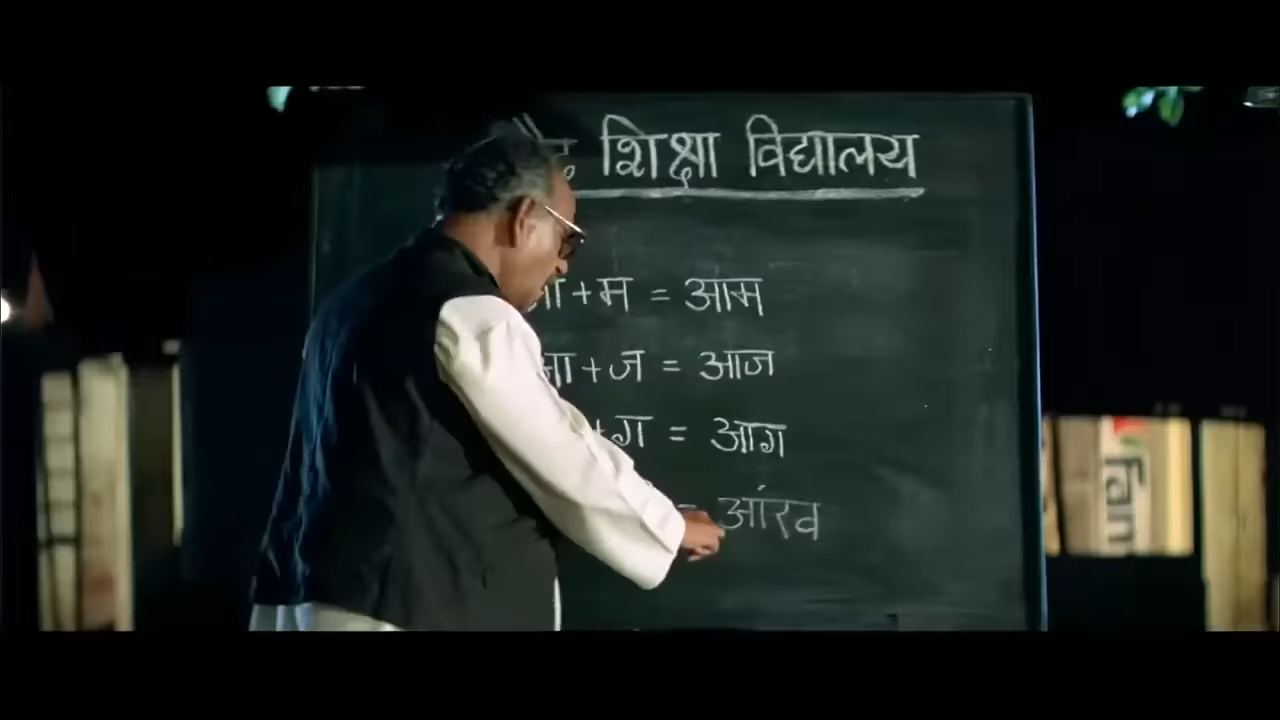 शिक्षा विद्यालय
+म = आम
+ज = आज
+ग = आग
= आंख